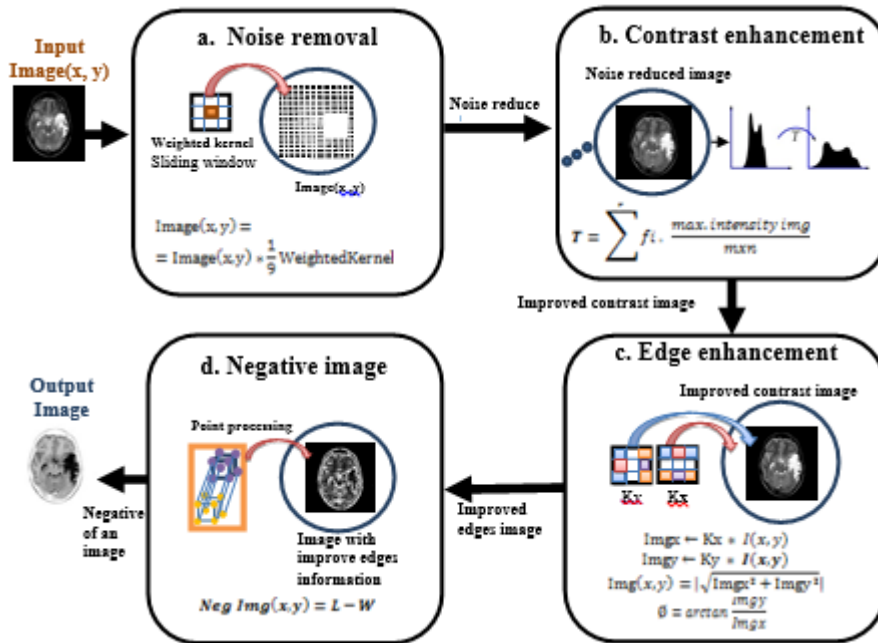 Input
Image(x, y)
a. Noise removal
Weighted kernel
Sliding window
Image(x,y)
Image(x,y) =
= Image(x,y) * 1/9 WeightedKernel
Noise reduce
b. Contrast enhancement
Noise reduced image
T
T = ∑ fi . max.intensity img / mxn
Improved contrast image
c. Edge enhancement
Improved contrast image
Kx Kx
Imgx ← Kx * I(x,y)
Imgy ← Ky * I(x,y)
Img(x,y) = |√Imgx² + Imgy²|
Ø = arctan imgy / Imgx
Improved
edges image
d. Negative image
Point processing
Image with
improve edges
information
Neg Img(x,y) = L − W
Negative
of an
image
Output
Image